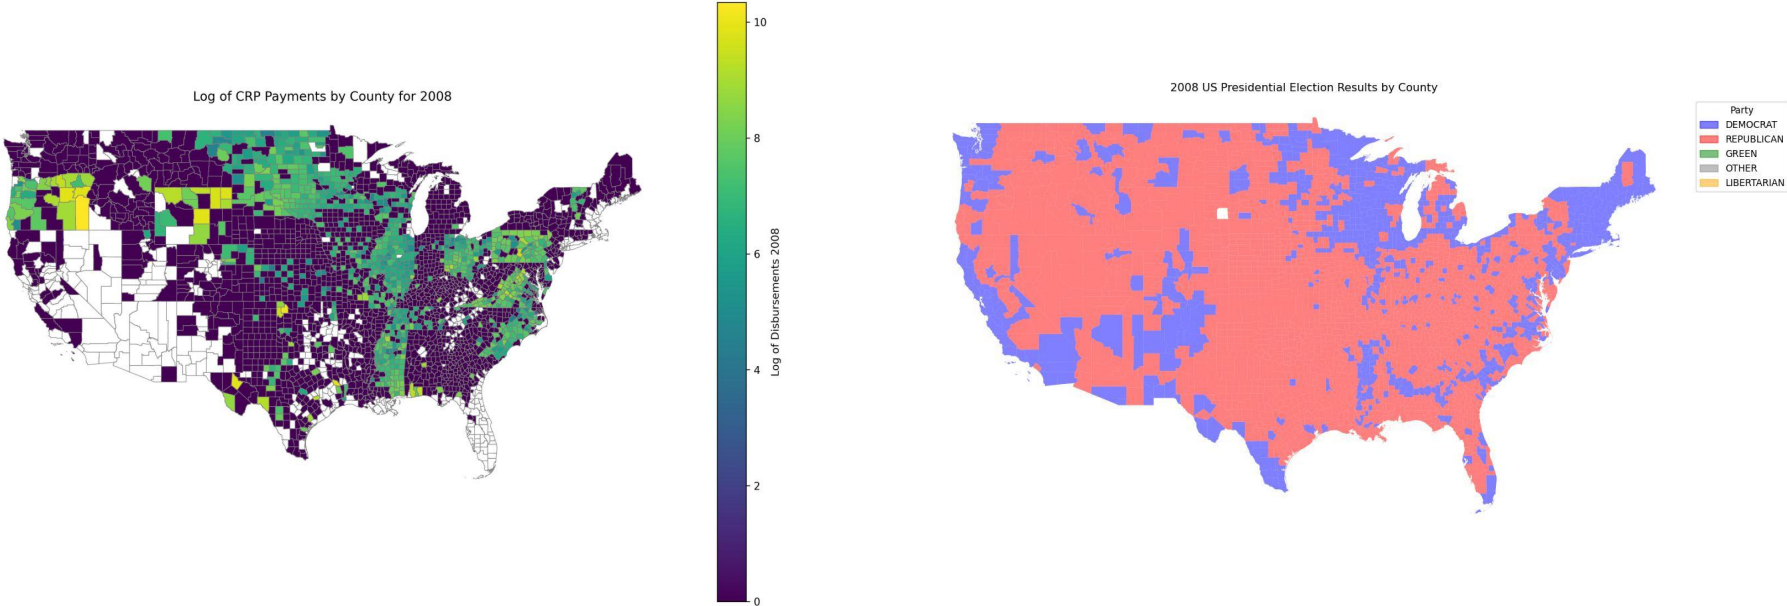 Log of CRP Payments by County for 2008
10
8
6
4
2
0
Log of Disbursements 2008
2008 US Presidential Election Results by County
Party
DEMOCRAT
REPUBLICAN
GREEN
OTHER
LIBERTARIAN